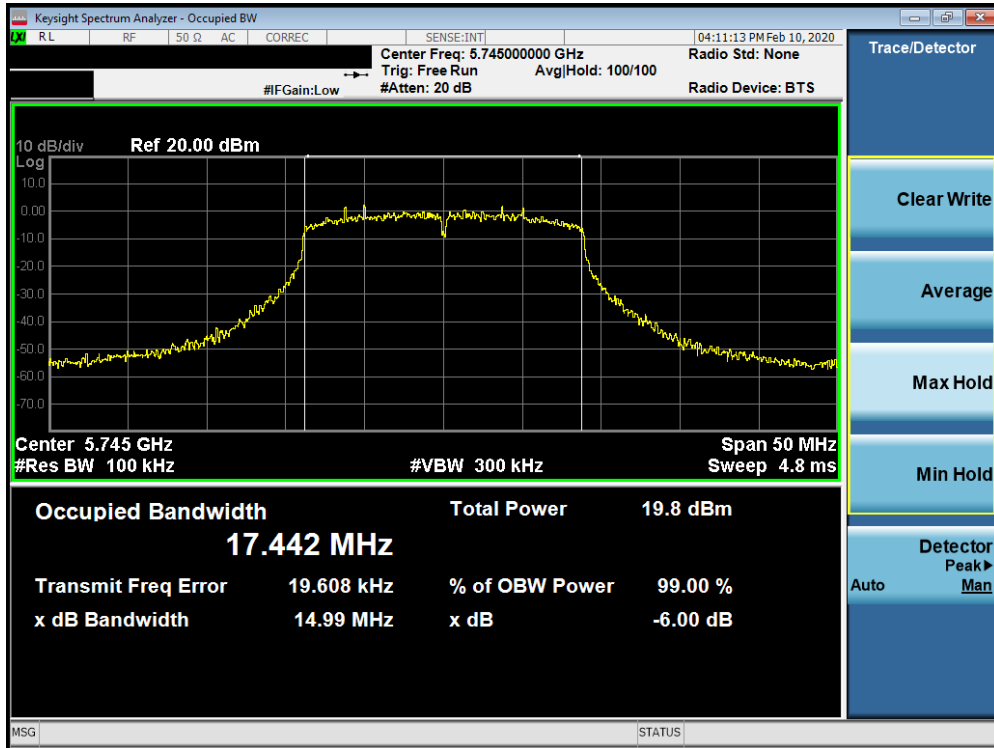 Keysight Spectrum Analyzer - Occupied BW
LXI RL RF 50 Ω AC CORREC SENSE:INT 04:11:13 PM Feb 10, 2020
Center Freq: 5.745000000 GHz Radio Std: None
Trig: Free Run Avg|Hold: 100/100
#IFGain:Low #Atten: 20 dB Radio Device: BTS
10 dB/div Ref 20.00 dBm
Log
10.0
0.00
-10.0
-20.0
-30.0
-40.0
-50.0
-60.0
-70.0
Center 5.745 GHz Span 50 MHz
#Res BW 100 kHz #VBW 300 kHz Sweep 4.8 ms
Occupied Bandwidth Total Power 19.8 dBm
17.442 MHz
Transmit Freq Error 19.608 kHz % of OBW Power 99.00 %
x dB Bandwidth 14.99 MHz x dB -6.00 dB
MSG STATUS
Trace/Detector
Clear Write
Average
Max Hold
Min Hold
Detector
Peak▶
Auto Man